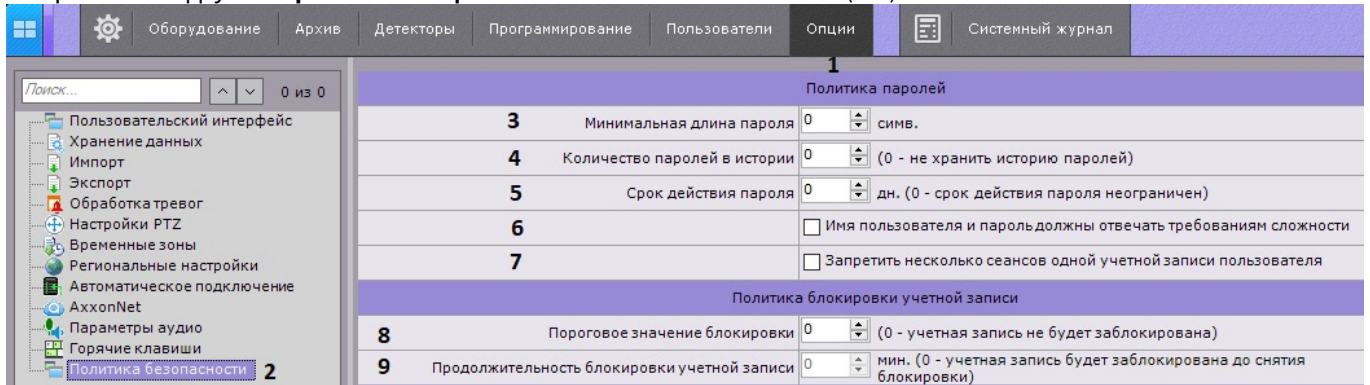 Оборудование Архив Детекторы Программирование Пользователи Опции Системный журнал
1
Поиск... 0 из 0
Пользовательский интерфейс
Хранение данных
Импорт
Экспорт
Обработка тревог
Настройки PTZ
Временные зоны
Региональные настройки
Автоматическое подключение
AxxonNet
Параметры аудио
Горячие клавиши
Политика безопасности 2
Политика паролей
3 Минимальная длина пароля 0 симв.
4 Количество паролей в истории 0 (0 - не хранить историю паролей)
5 Срок действия пароля 0 дн. (0 - срок действия пароля неограничен)
6 Имя пользователя и пароль должны отвечать требованиям сложности
7 Запретить несколько сеансов одной учетной записи пользователя
Политика блокировки учетной записи
8 Пороговое значение блокировки 0 (0 - учетная запись не будет заблокирована)
9 Продолжительность блокировки учетной записи 0 мин. (0 - учетная запись будет заблокирована до снятия
блокировки)